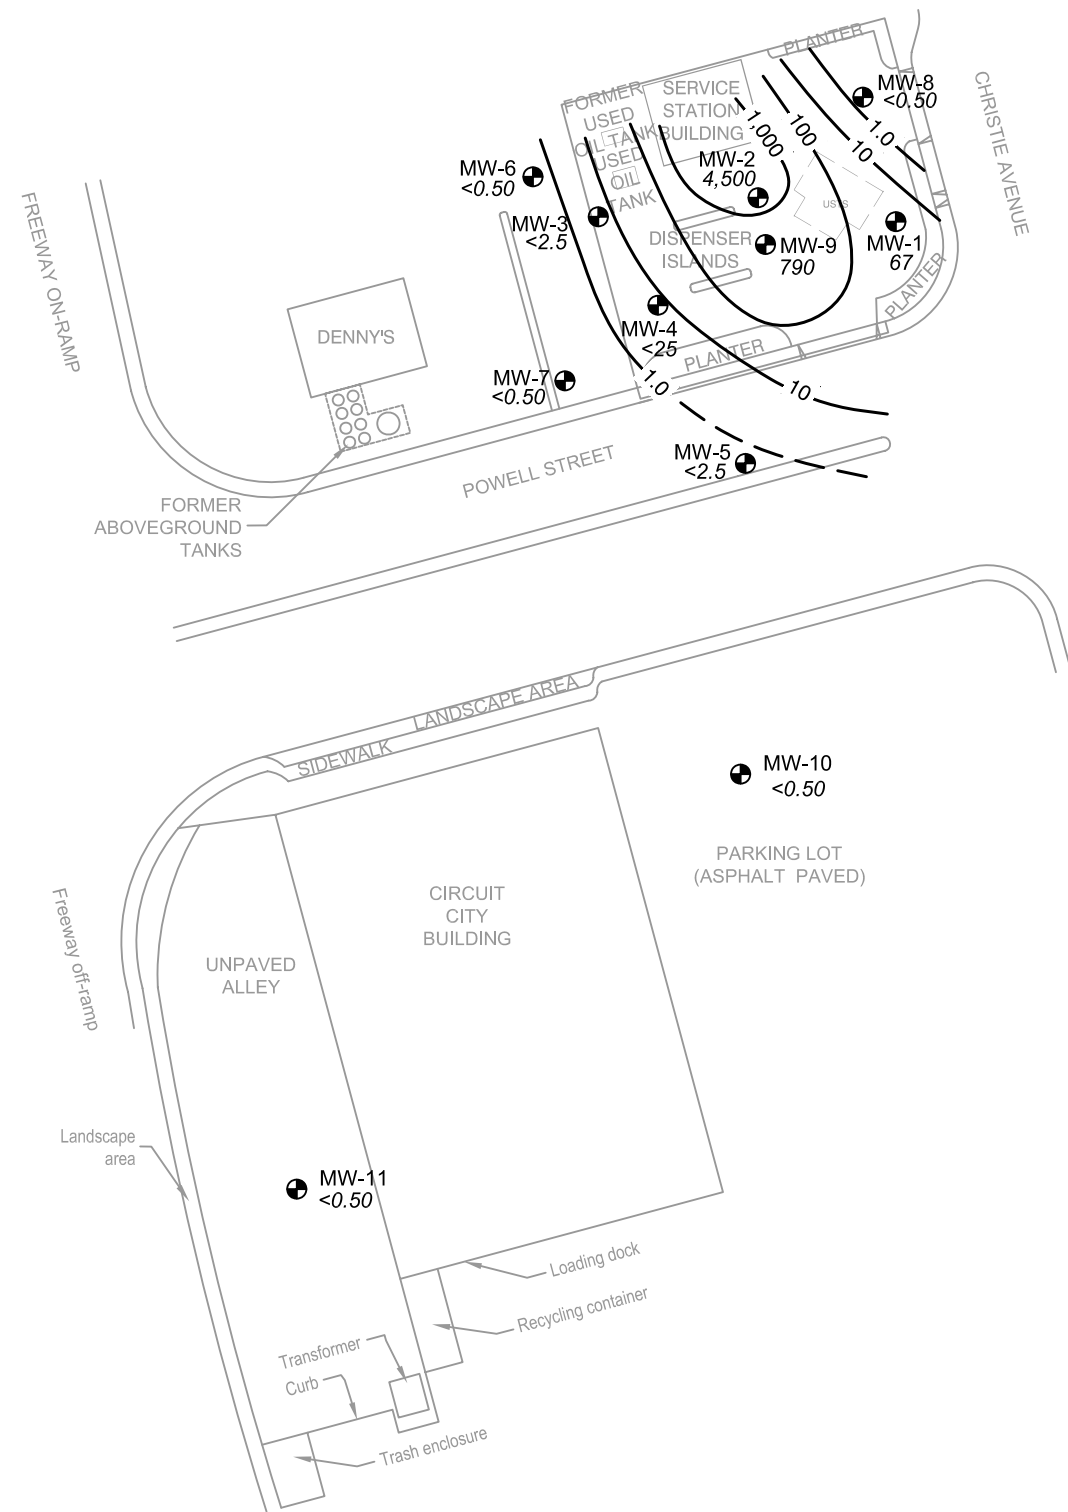 PLANTER
MW-8
<0.50
CHRISTIE AVENUE
SERVICE
STATION
BUILDING
FORMER
USED
OIL TANK
USED
OIL
TANK
1,000
100
10
1.0
MW-6
<0.50
MW-2
4,500
USTS
MW-3
<2.5
DISPENSER
ISLANDS
MW-9
790
MW-1
67
PLANTER
FREEWAY ON-RAMP
DENNY'S
MW-4
<25
PLANTER
MW-7
<0.50
1.0
10
MW-5
<2.5
POWELL STREET
FORMER
ABOVEGROUND
TANKS
LANDSCAPE AREA
SIDEWALK
MW-10
<0.50
PARKING LOT
(ASPHALT PAVED)
CIRCUIT
CITY
BUILDING
Freeway off-ramp
UNPAVED
ALLEY
Landscape
area
MW-11
<0.50
Loading dock
Recycling container
Transformer
Curb
Trash enclosure